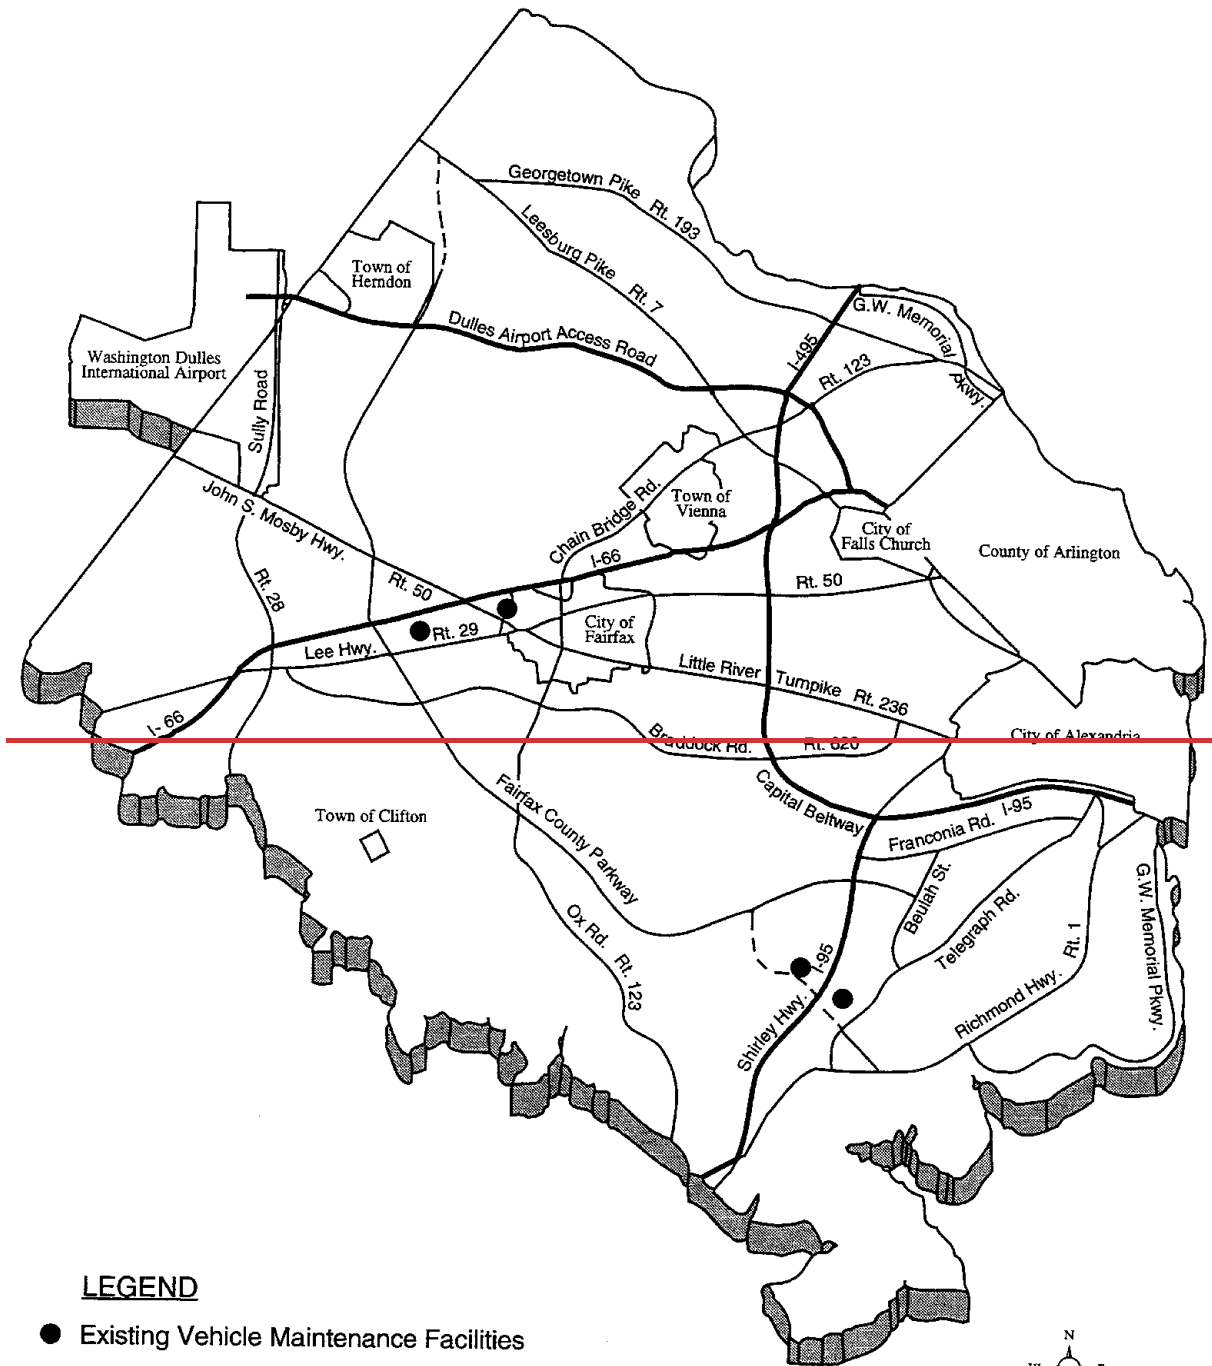 Georgetown Pike Rt. 193
Leesburg Pike Rt. 7
Town of
Herndon
G.W. Memorial Pkwy.
Dulles Airport Access Road
I-495
Washington Dulles
International Airport
Rt. 123
Sully Road
John S. Mosby Hwy.
Chain Bridge Rd.
Town of
Vienna
City of
Falls Church
County of Arlington
I-66
Rt. 50
Rt. 50
Rt. 28
City of
Fairfax
Rt. 29
Lee Hwy.
Little River Turnpike Rt. 236
I-66
City of Alexandria
Braddock Rd. Rt. 620
Capital Beltway
Fairfax County Parkway
I-95
Town of Clifton
Franconia Rd.
Beulah St.
G.W. Memorial Pkwy.
Telegraph Rd.
Ox Rd. Rt. 123
Rt. 1
I-95
Richmond Hwy.
Shirley Hwy.
LEGEND
Existing Vehicle Maintenance Facilities
N